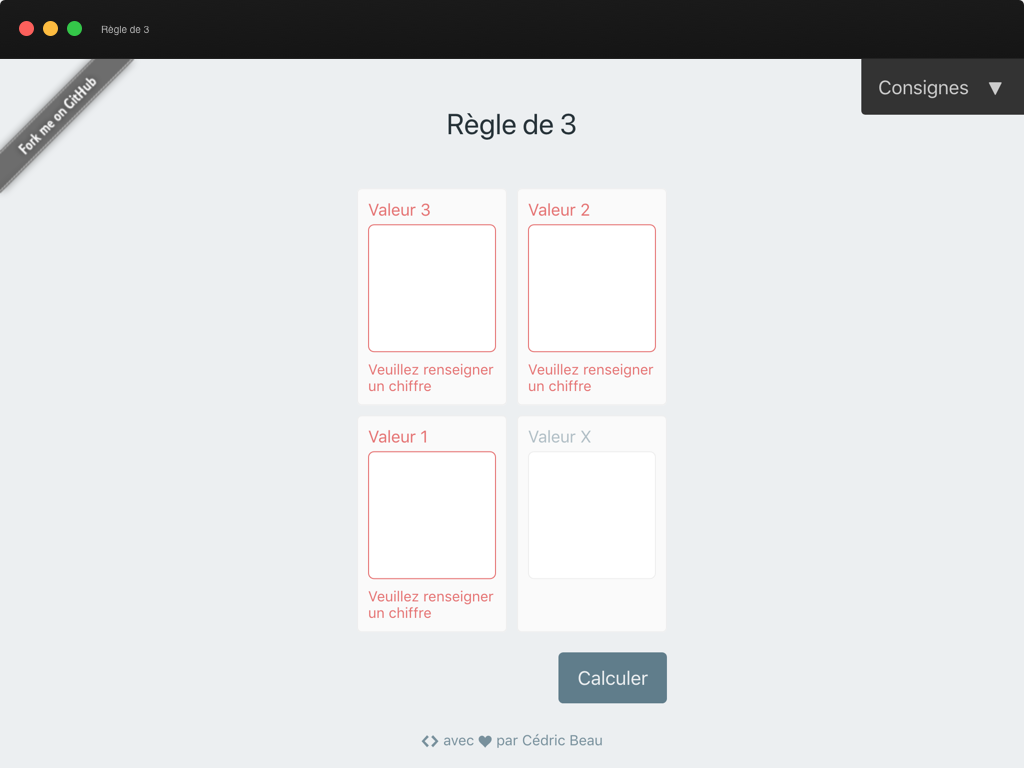 Règle de 3
Fork me on GitHub
Consignes ▼
Règle de 3
Valeur 3
Valeur 2
Veuillez renseigner
un chiffre
Veuillez renseigner
un chiffre
Valeur 1
Valeur X
Veuillez renseigner
un chiffre
Calculer
<> avec ♥ par Cédric Beau